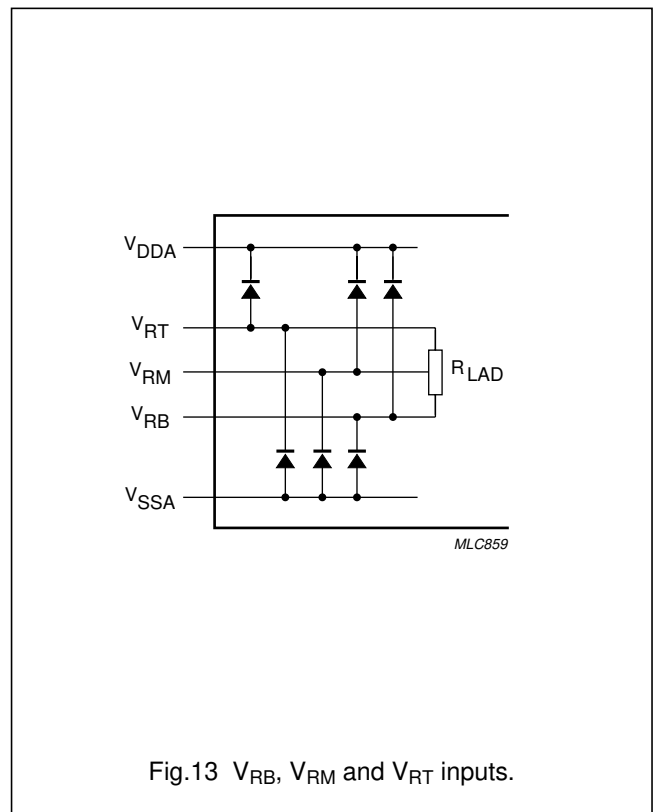 VDDA
VRT
VRM
RLAD
VRB
VSSA
MLC859
Fig.13 VRB, VRM and VRT inputs.